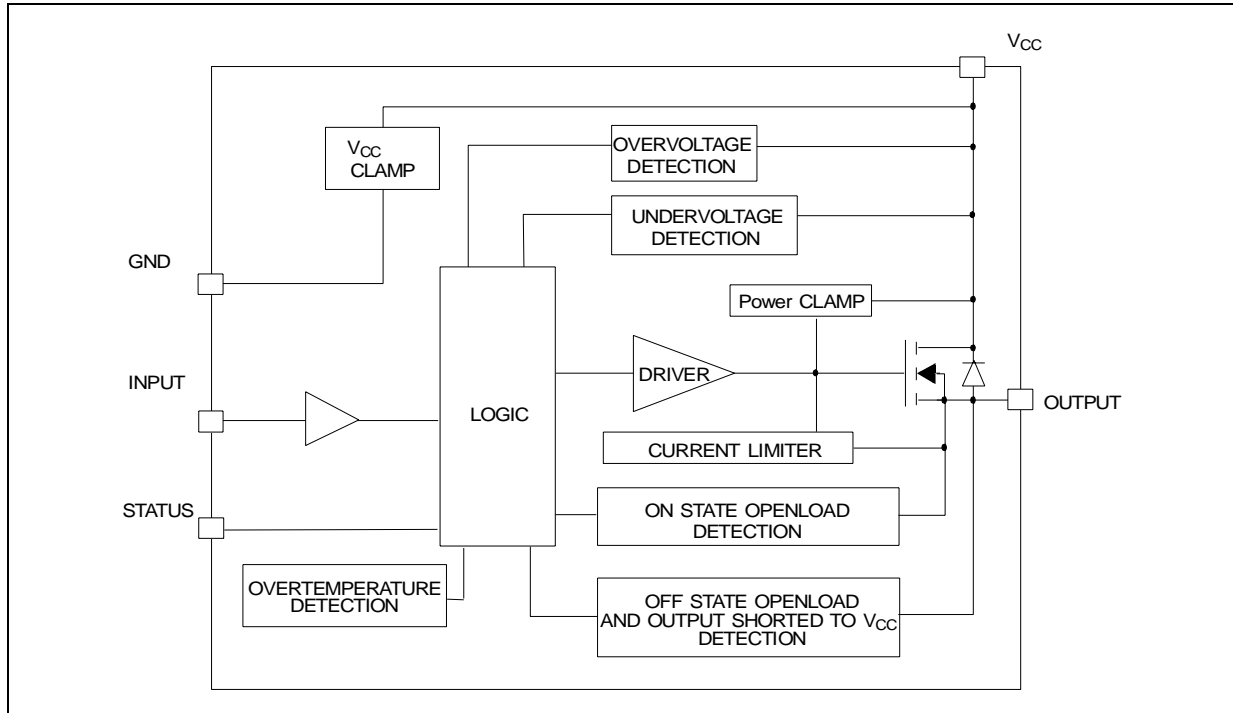 VCC
VCC
CLAMP
OVERVOLTAGE
DETECTION
UNDERVOLTAGE
DETECTION
GND
Power CLAMP
INPUT
DRIVER
LOGIC
OUTPUT
CURRENT LIMITER
STATUS
ON STATE OPENLOAD
DETECTION
OVERTEMPERATURE
DETECTION
OFF STATE OPENLOAD
AND OUTPUT SHORTED TO VCC
DETECTION